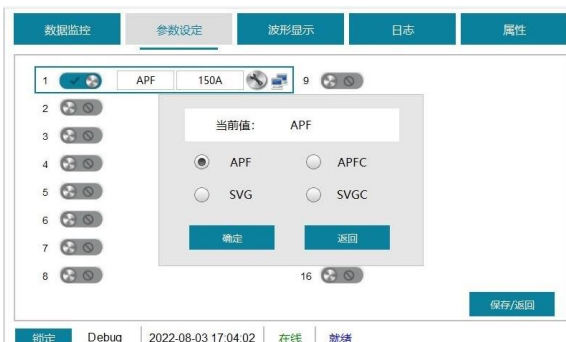 数据监控 参数设定 波形显示 日志 属性
1 APF 150A 9
2
当前值: APF
3
4 APF APFC
5 SVG SVGC
6
确定 返回
7
8 16
保存/返回
锁定 Debug 2022-08-03 17:04:02 在线 就绪